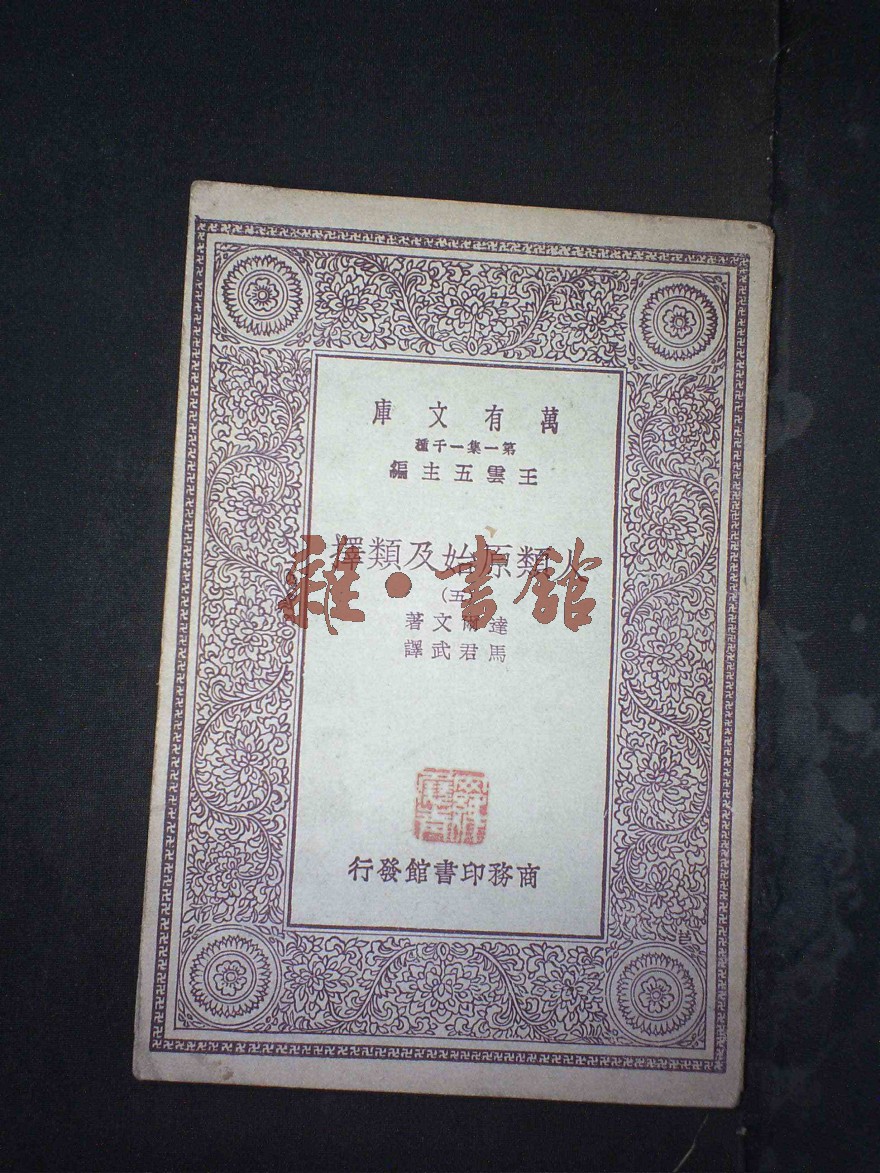 萬有文庫
第一集一千種
王雲五主編
人類原始及類擇
(五)
達爾文著
馬君武譯
商務印書館發行
雜·書館